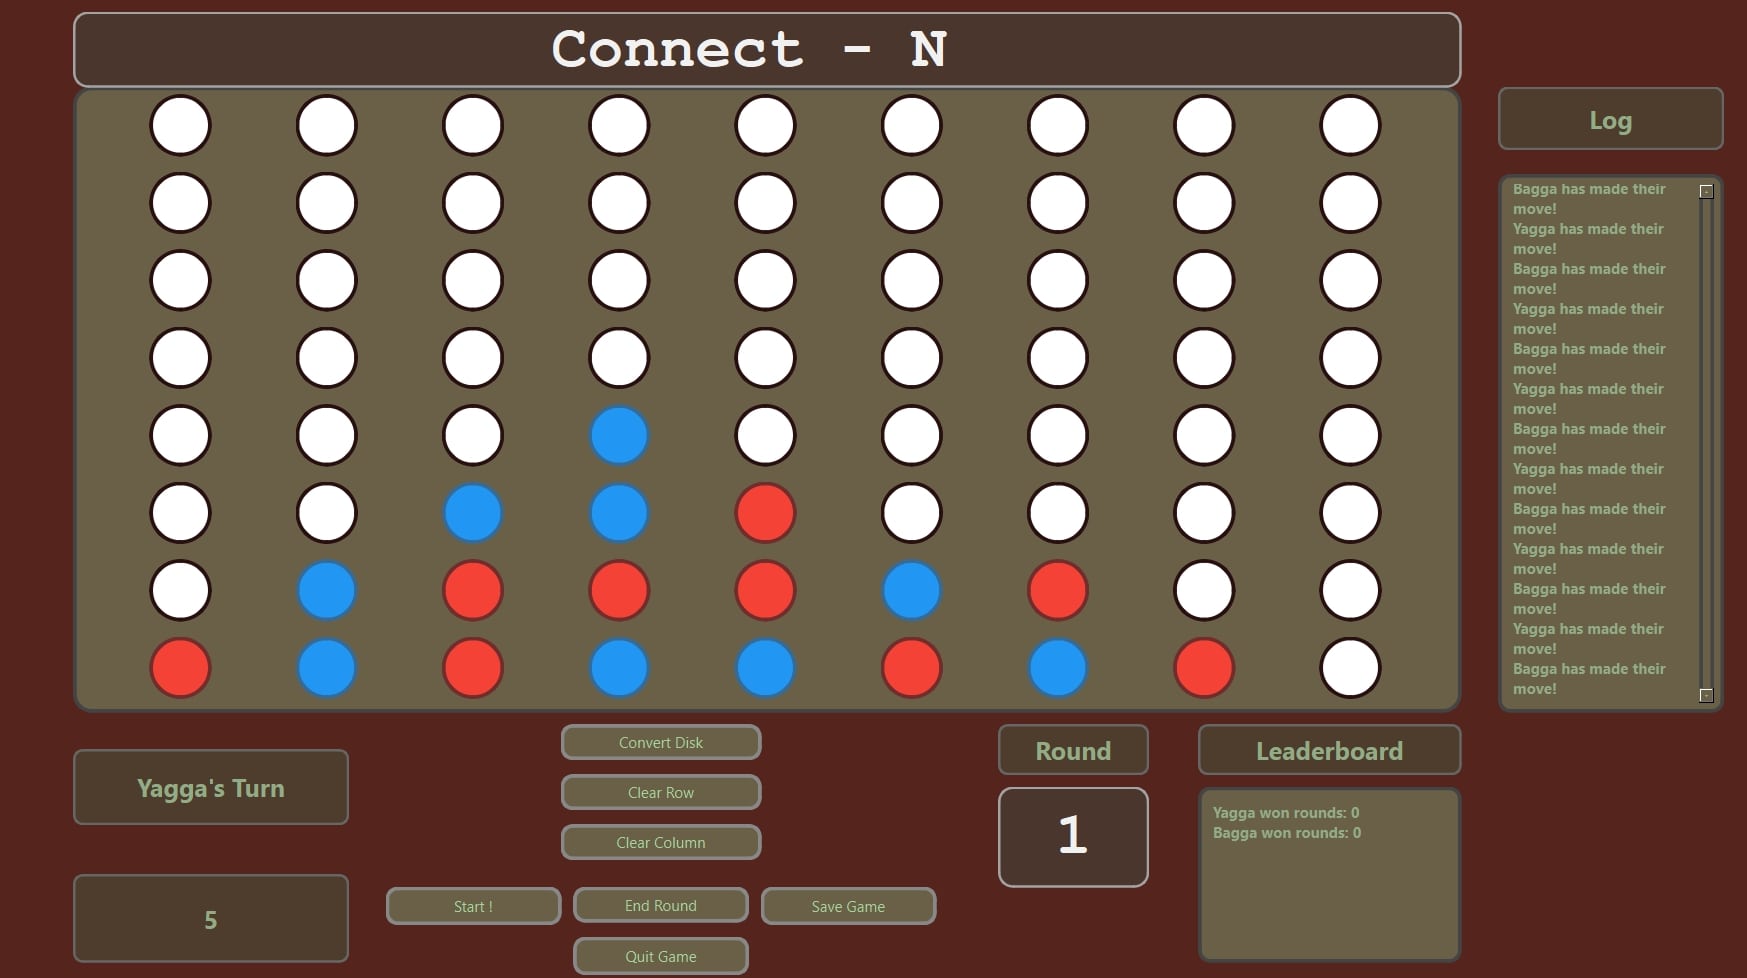 Connect - N
Log
Bagga has made their
move!
Yagga has made their
move!
Bagga has made their
move!
Yagga has made their
move!
Bagga has made their
move!
Yagga has made their
move!
Bagga has made their
move!
Yagga has made their
move!
Bagga has made their
move!
Yagga has made their
move!
Bagga has made their
move!
Yagga has made their
move!
Bagga has made their
move!
Yagga's Turn
5
Convert Disk
Clear Row
Clear Column
Start !
End Round
Save Game
Quit Game
Round
1
Leaderboard
Yagga won rounds: 0
Bagga won rounds: 0